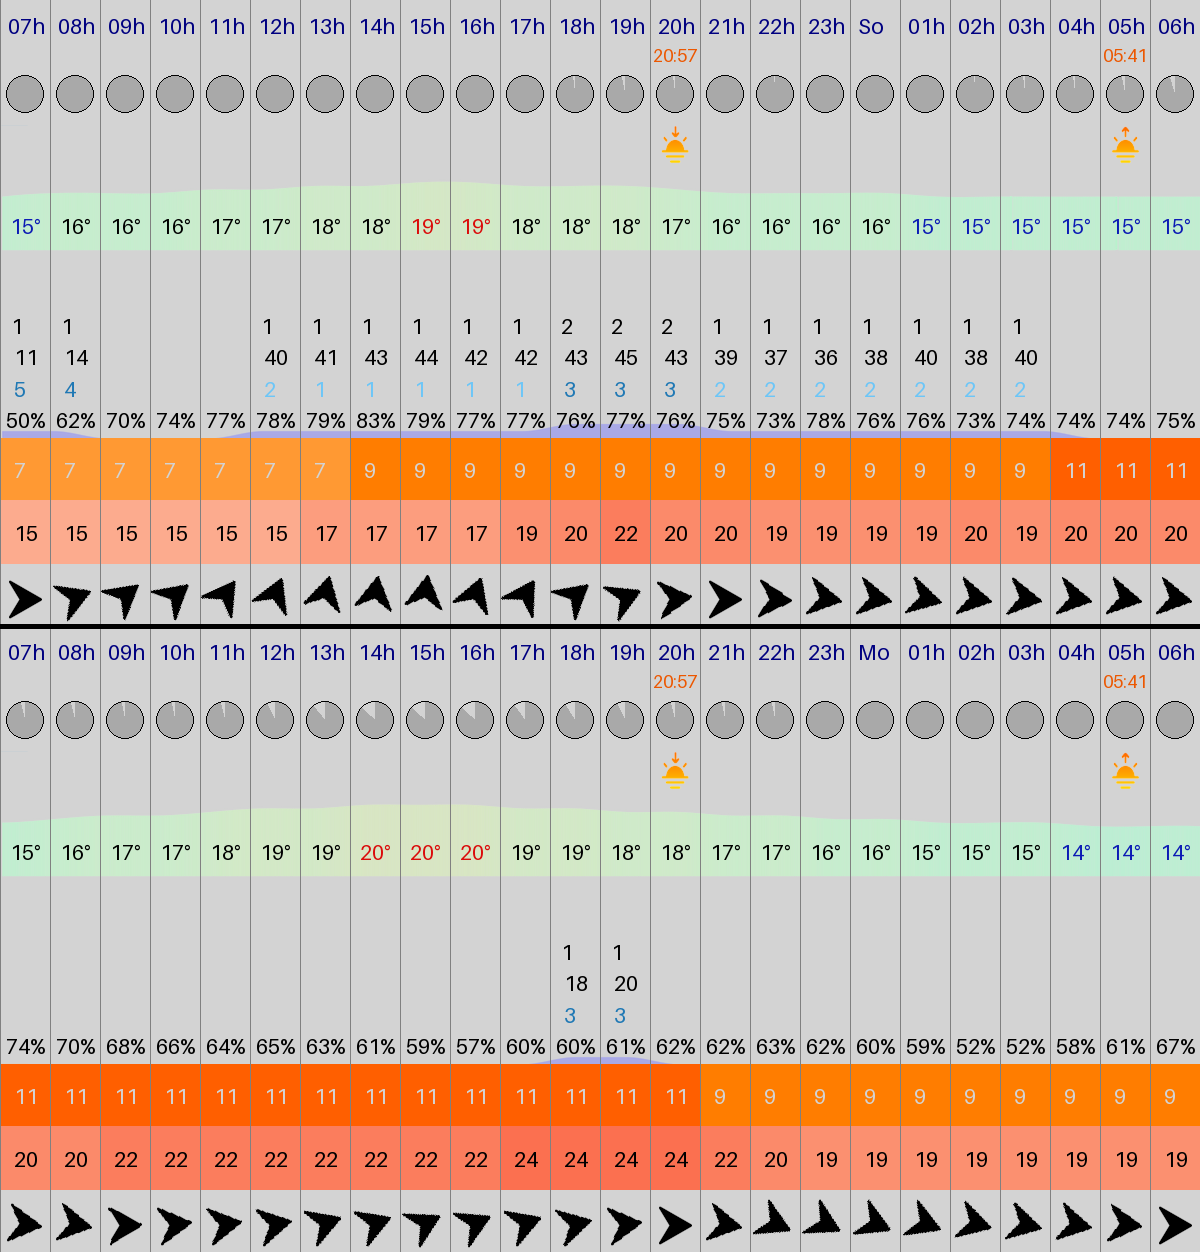 07h 08h 09h 10h 11h 12h 13h 14h 15h 16h 17h 18h 19h 20h 21h 22h 23h So 01h 02h 03h 04h 05h 06h
20:57 05:41
15° 16° 16° 16° 17° 17° 18° 18° 19° 19° 18° 18° 18° 17° 16° 16° 16° 16° 15° 15° 15° 15° 15° 15°
1 1 1 1 1 1 1 1 2 2 2 1 1 1 1 1 1 1
11 14 40 41 43 44 42 42 43 45 43 39 37 36 38 40 38 40
5 4 2 1 1 1 1 1 3 3 3 2 2 2 2 2 2 2
50% 62% 70% 74% 77% 78% 79% 83% 79% 77% 77% 76% 77% 76% 75% 73% 78% 76% 76% 73% 74% 74% 74% 75%
7 7 7 7 7 7 7 9 9 9 9 9 9 9 9 9 9 9 9 9 9 11 11 11
15 15 15 15 15 15 17 17 17 17 19 20 22 20 20 19 19 19 19 20 19 20 20 20
07h 08h 09h 10h 11h 12h 13h 14h 15h 16h 17h 18h 19h 20h 21h 22h 23h Mo 01h 02h 03h 04h 05h 06h
20:57 05:41
15° 16° 17° 17° 18° 19° 19° 20° 20° 20° 19° 19° 18° 18° 17° 17° 16° 16° 15° 15° 15° 14° 14° 14°
1 1
18 20
3 3
74% 70% 68% 66% 64% 65% 63% 61% 59% 57% 60% 60% 61% 62% 62% 63% 62% 60% 59% 52% 52% 58% 61% 67%
11 11 11 11 11 11 11 11 11 11 11 11 11 11 9 9 9 9 9 9 9 9 9 9
20 20 22 22 22 22 22 22 22 22 24 24 24 24 22 20 19 19 19 19 19 19 19 19